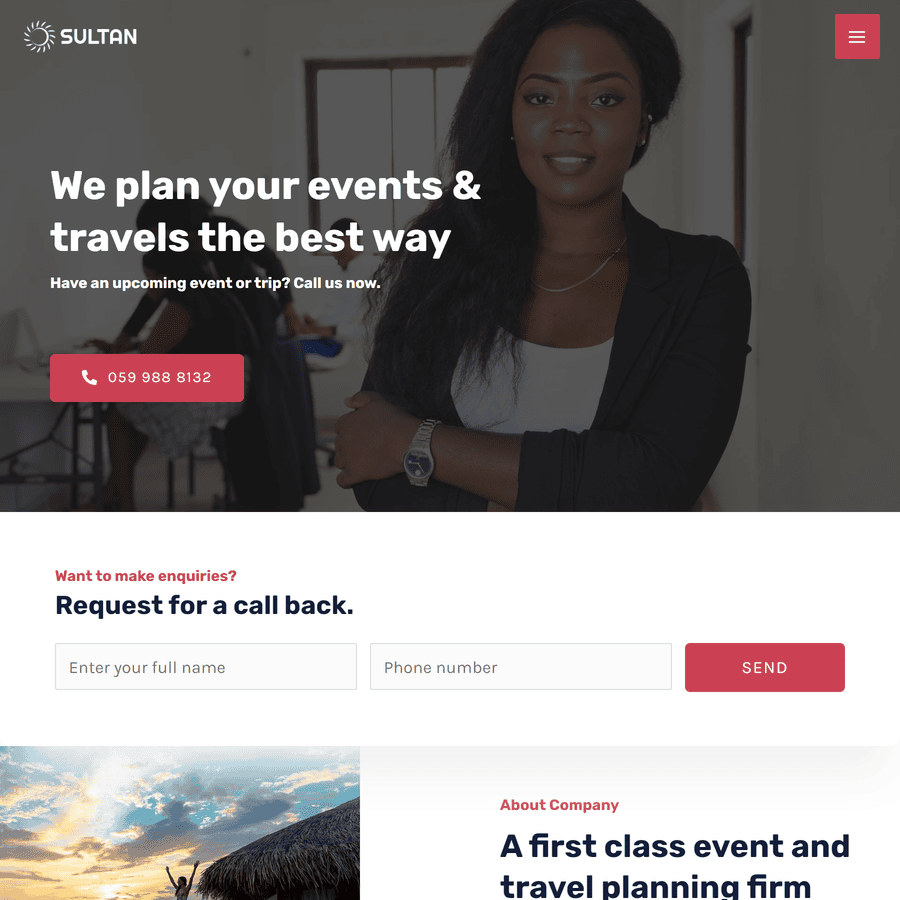 SULTAN
We plan your events &
travels the best way
Have an upcoming event or trip? Call us now.
059 988 8132
Want to make enquiries?
Request for a call back.
Enter your full name
Phone number
SEND
About Company
A first class event and
travel planning firm